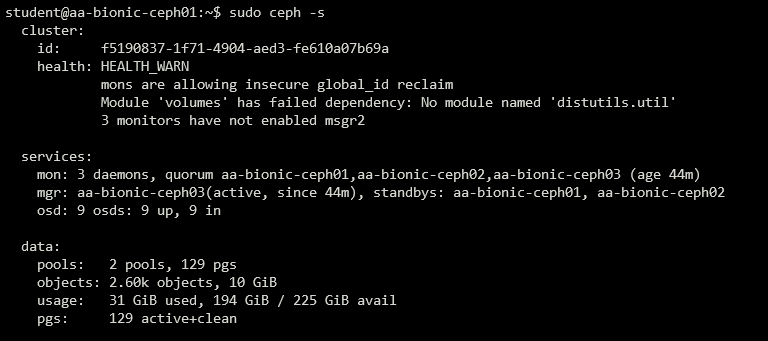 student@aa-bionic-ceph01:~$ sudo ceph -s
  cluster:
    id:     f5190837-1f71-4904-aed3-fe610a07b69a
    health: HEALTH_WARN
            mons are allowing insecure global_id reclaim
            Module 'volumes' has failed dependency: No module named 'distutils.util'
            3 monitors have not enabled msgr2

  services:
    mon: 3 daemons, quorum aa-bionic-ceph01,aa-bionic-ceph02,aa-bionic-ceph03 (age 44m)
    mgr: aa-bionic-ceph03(active, since 44m), standbys: aa-bionic-ceph01, aa-bionic-ceph02
    osd: 9 osds: 9 up, 9 in

  data:
    pools:   2 pools, 129 pgs
    objects: 2.60k objects, 10 GiB
    usage:   31 GiB used, 194 GiB / 225 GiB avail
    pgs:     129 active+clean